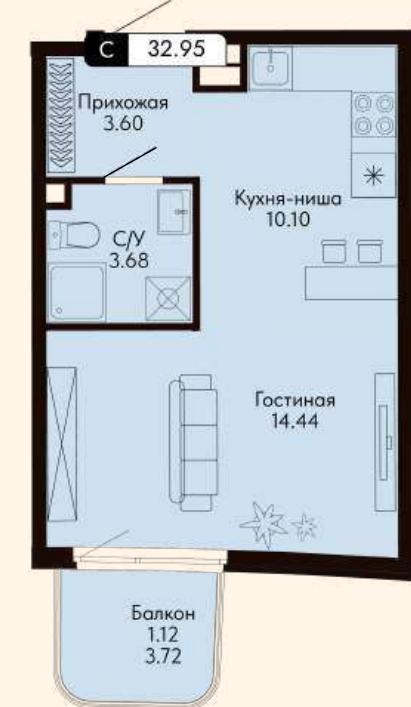 С 32.95
Прихожая
3.60
Кухня-ниша
10.10
С/У
3.68
Гостиная
14.44
Балкон
1.12
3.72